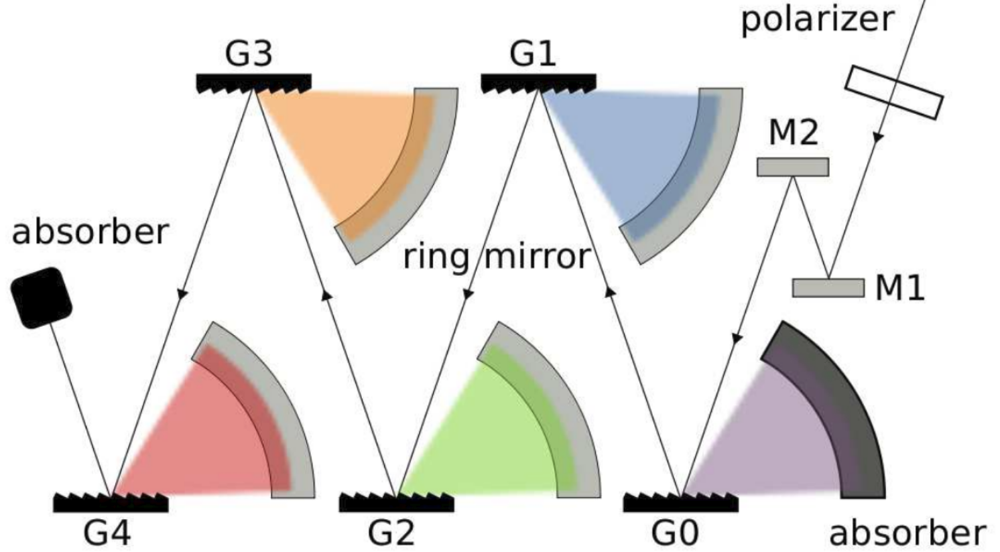 polarizer
G3
G1
M2
absorber
ring mirror
M1
G4
G2
G0
absorber